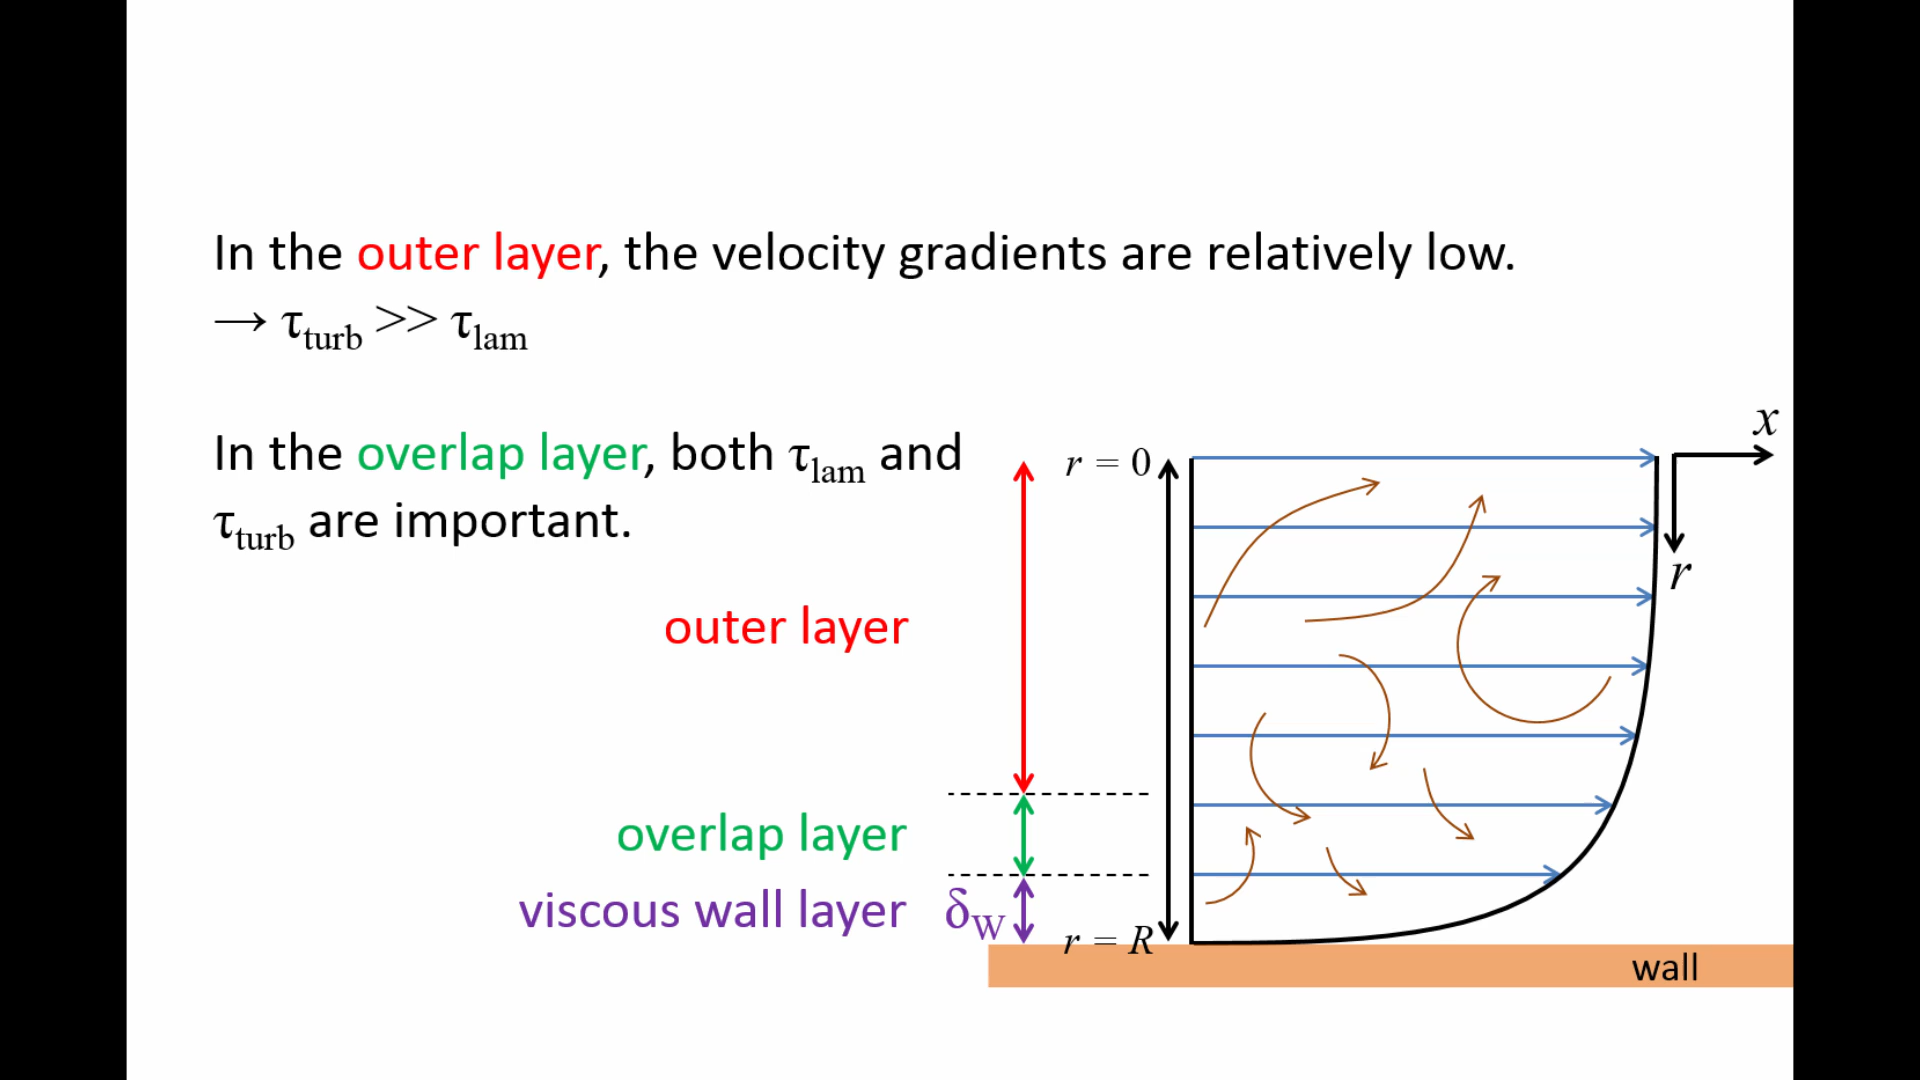 In the outer layer, the velocity gradients are relatively low.
→ τturb >> τlam
In the overlap layer, both τlam and
τturb are important.
x
r = 0
r
outer layer
overlap layer
viscous wall layer δW
r = R
wall